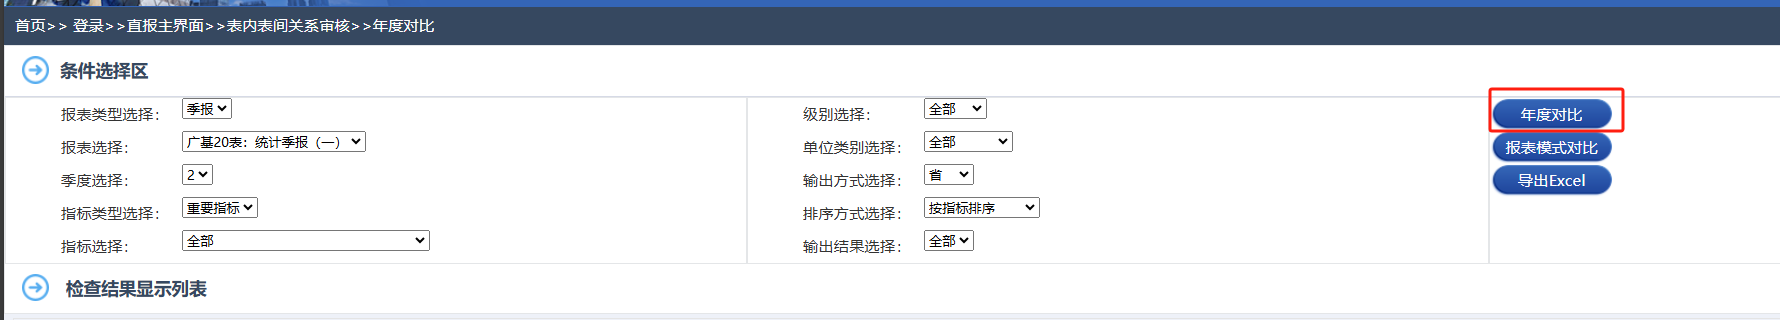 首页>> 登录>>直报主界面>>表内表间关系审核>>年度对比
条件选择区
报表类型选择： 季报
报表选择： 广基20表：统计季报（一）
季度选择： 2
指标类型选择： 重要指标
指标选择： 全部
级别选择： 全部
单位类别选择： 全部
输出方式选择： 省
排序方式选择： 按指标排序
输出结果选择： 全部
年度对比
报表模式对比
导出Excel
检查结果显示列表